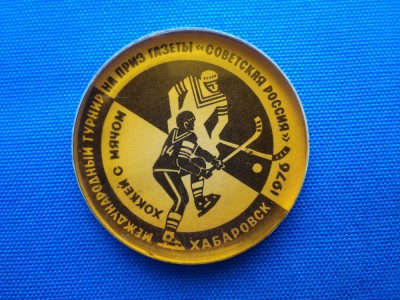 МЕЖДУНАРОДНЫЙ ТУРНИР НА ПРИЗ ГАЗЕТЫ «СОВЕТСКАЯ РОССИЯ»
ХОККЕЙ С МЯЧОМ
ХАБАРОВСК 1976